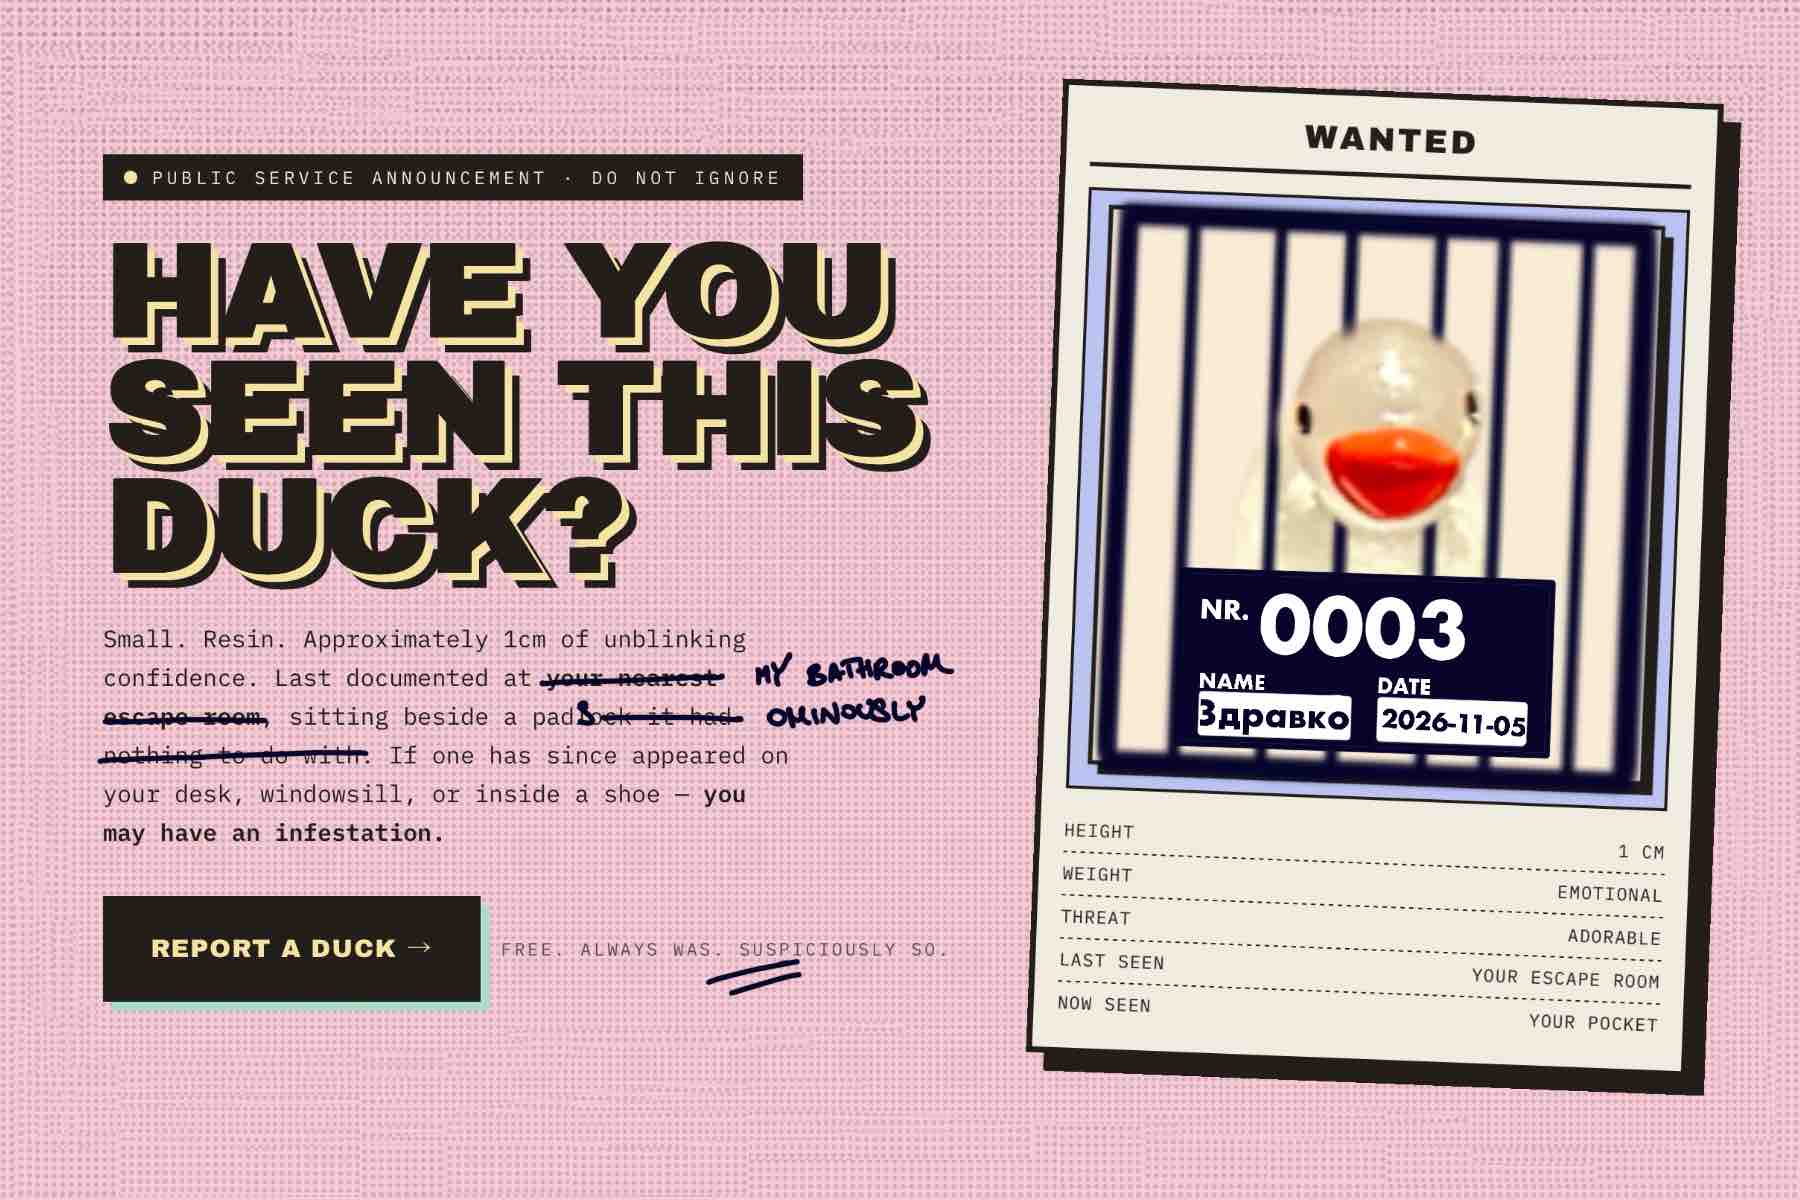 PUBLIC SERVICE ANNOUNCEMENT · DO NOT IGNORE
HAVE YOU
SEEN THIS
DUCK?
Small. Resin. Approximately 1cm of unblinking
confidence. Last documented at your nearest MY BATHROOM
escape room, sitting beside a padSock it had OMINOUSLY
nothing to do with. If one has since appeared on
your desk, windowsill, or inside a shoe — you
may have an infestation.
REPORT A DUCK →
FREE. ALWAYS WAS. SUSPICIOUSLY SO.
WANTED
NR. 0003
NAME DATE
Здравко 2026-11-05
HEIGHT 1 CM
WEIGHT EMOTIONAL
THREAT ADORABLE
LAST SEEN YOUR ESCAPE ROOM
NOW SEEN YOUR POCKET